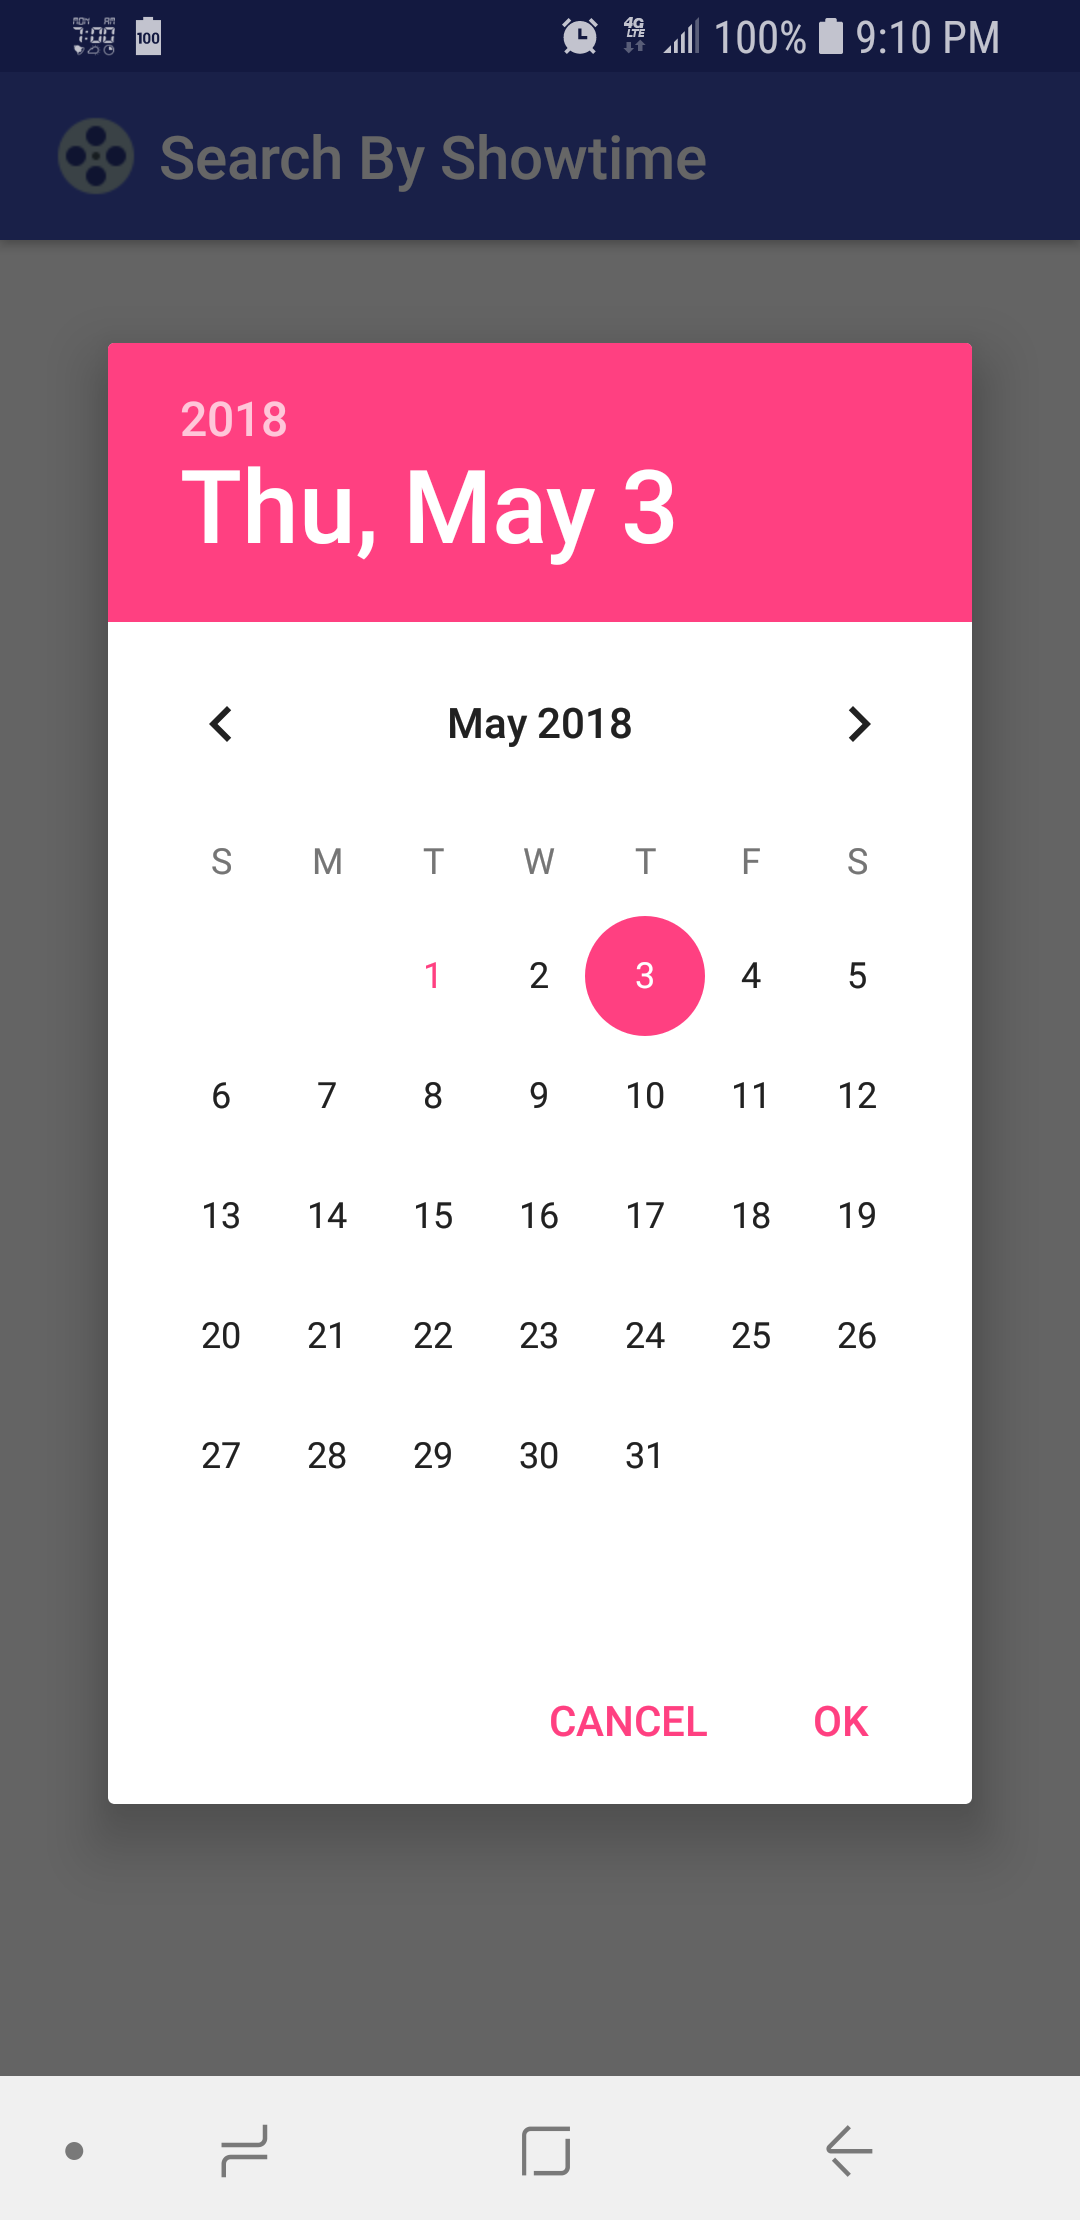 MON AM
7:00
100
4G
LTE
100% 9:10 PM
Search By Showtime
2018
Thu, May 3
May 2018
S M T W T F S
1 2 3 4 5
6 7 8 9 10 11 12
13 14 15 16 17 18 19
20 21 22 23 24 25 26
27 28 29 30 31
CANCEL OK